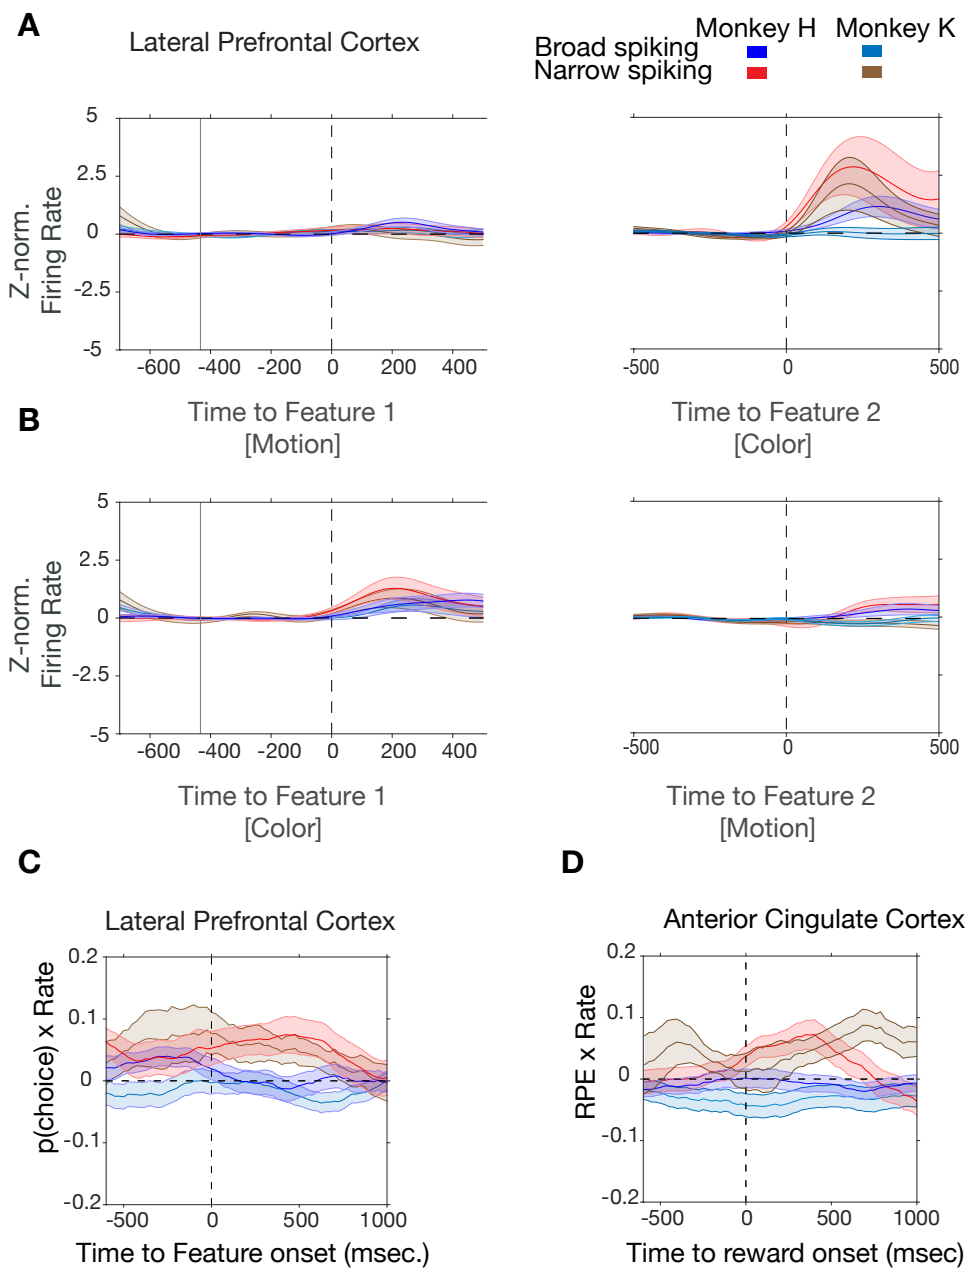 A
Lateral Prefrontal Cortex
Monkey H Monkey K
Broad spiking
Narrow spiking
Z-norm.
Firing Rate
5
2.5
0
-2.5
-5
-600 -400 -200 0 200 400
-500 0 500
Time to Feature 1
[Motion]
Time to Feature 2
[Color]
B
Z-norm.
Firing Rate
5
2.5
0
-2.5
-5
-600 -400 -200 0 200 400
-500 0 500
Time to Feature 1
[Color]
Time to Feature 2
[Motion]
C
Lateral Prefrontal Cortex
p(choice) x Rate
0.2
0.1
0
-0.1
-0.2
-500 0 500 1000
Time to Feature onset (msec.)
D
Anterior Cingulate Cortex
RPE x Rate
0.2
0.1
0
-0.1
-0.2
-500 0 500 1000
Time to reward onset (msec)